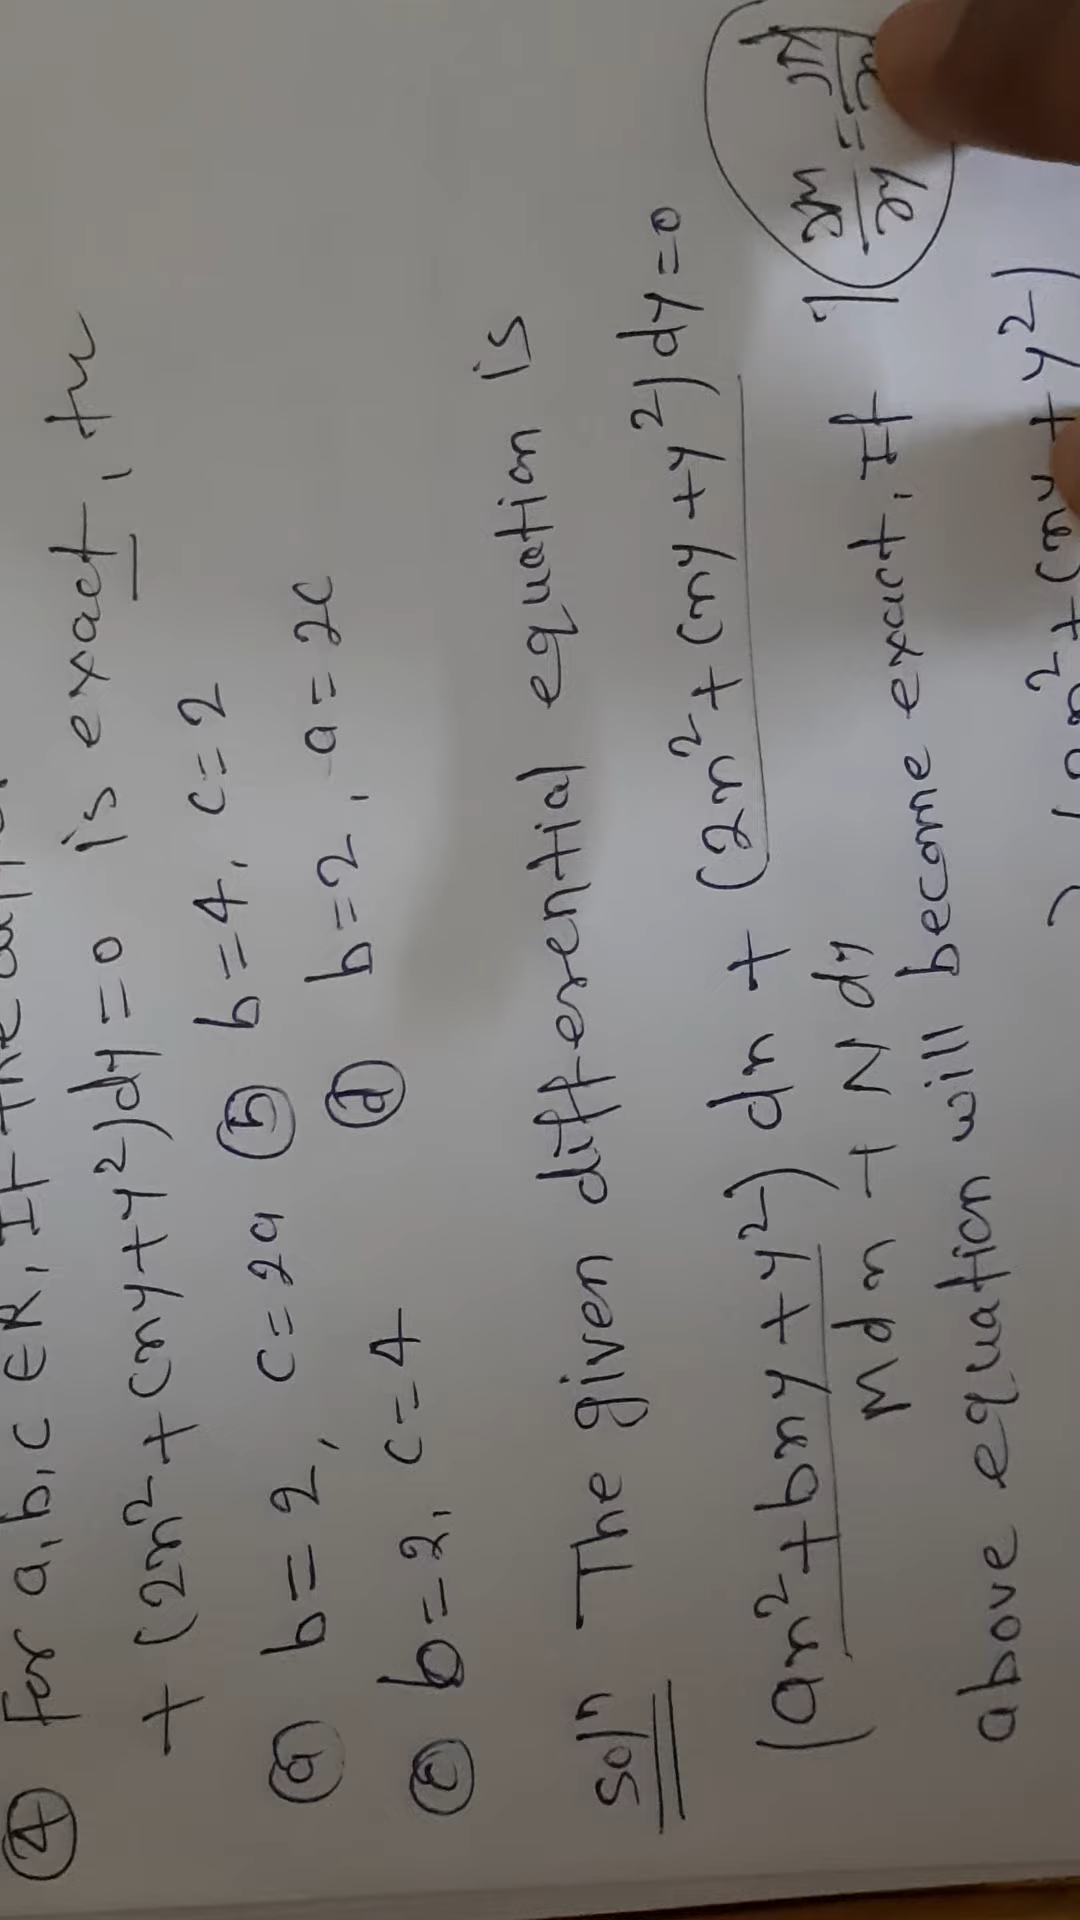 ④ For a, b, c ∈ R, If the
+ (2x² + cxy + y²)dy = 0 is exact, the
ⓐ b = 2, c = 2a ⓑ b = 4, c = 2
ⓒ b = 2, c = 4 ⓓ b = 2, a = 2c
Solⁿ The given differential equation is
(ax² + bxy + y²) dx + (2x² + cxy + y²) dy = 0
Mdx + N dy
above equation will become exact, If ∂M/∂y = ∂N/∂x